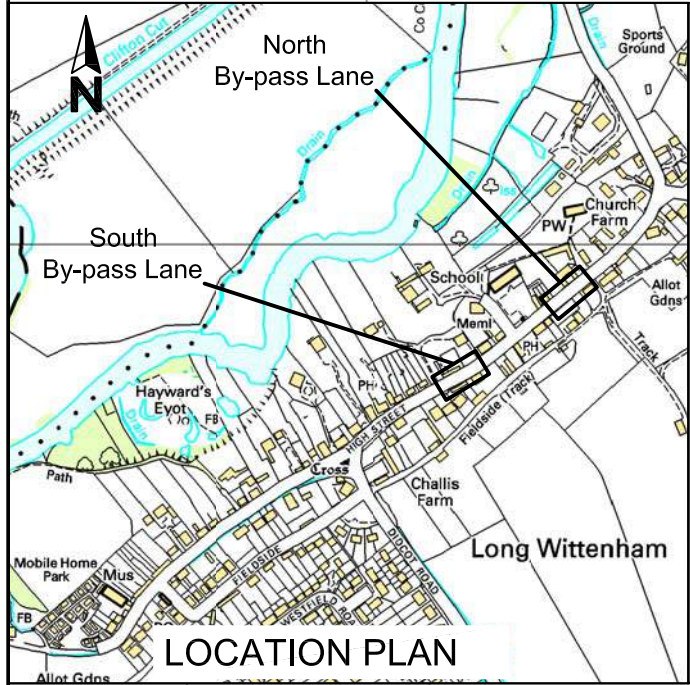 N
Clifton Cut
North
By-pass Lane
Drain
Sports
Ground
Drain
Drain
South
By-pass Lane
PW
Church
Farm
School
Meml
Allot
Gdns
Track
PH
PH
Hayward's
Eyot
Drain
FB
HIGH STREET
Fieldside Track
Path
Cross
Challis
Farm
Long Wittenham
Mobile Home
Park
Mus
FIELDSIDE
DIDCOT ROAD
FB
LOCATION PLAN
Allot Gdns